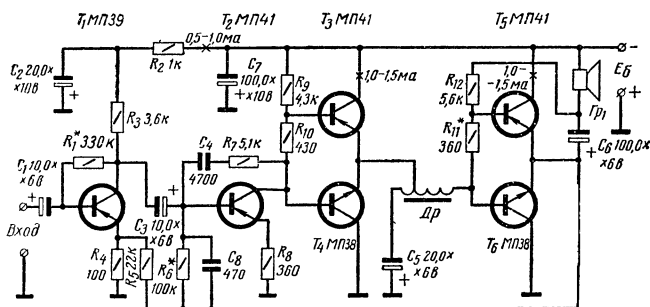 T₁ МП39
T₂ МП41
T₃ МП41
T₅ МП41
C₂ 20,0×
×10в
R₂ 1к
0,5-1,0ма
C₇
100,0×
×10в
R₉
4,3к
1,0-1,5ма
R₁₂
5,6к
1,0-
-1,5ма
Гр₁
Еб
-
+
R₃ 3,6к
R₁* 330к
C₄
4700
R₇ 5,1к
R₁₀
430
R₁₁*
360
C₆ 100,0×
×6в
C₁ 10,0×
×6в
Вход
C₃ 10,0
×6в
Др
T₄ МП38
T₆ МП38
R₄
100
R₅ 22к
R₆*
100к
C₈
470
R₈
360
C₅ 20,0×
×6в